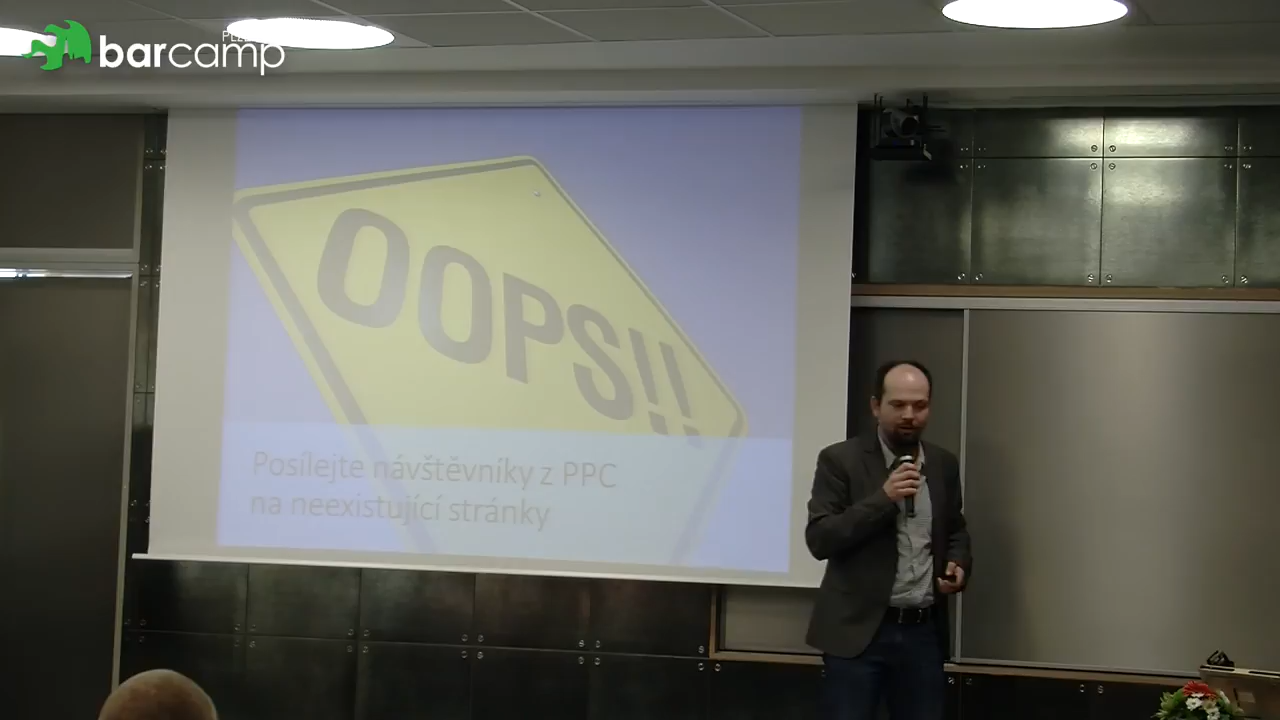 barcamp
OOPS!!
Posílejte návštěvníky z PPC
na neexistující stránky